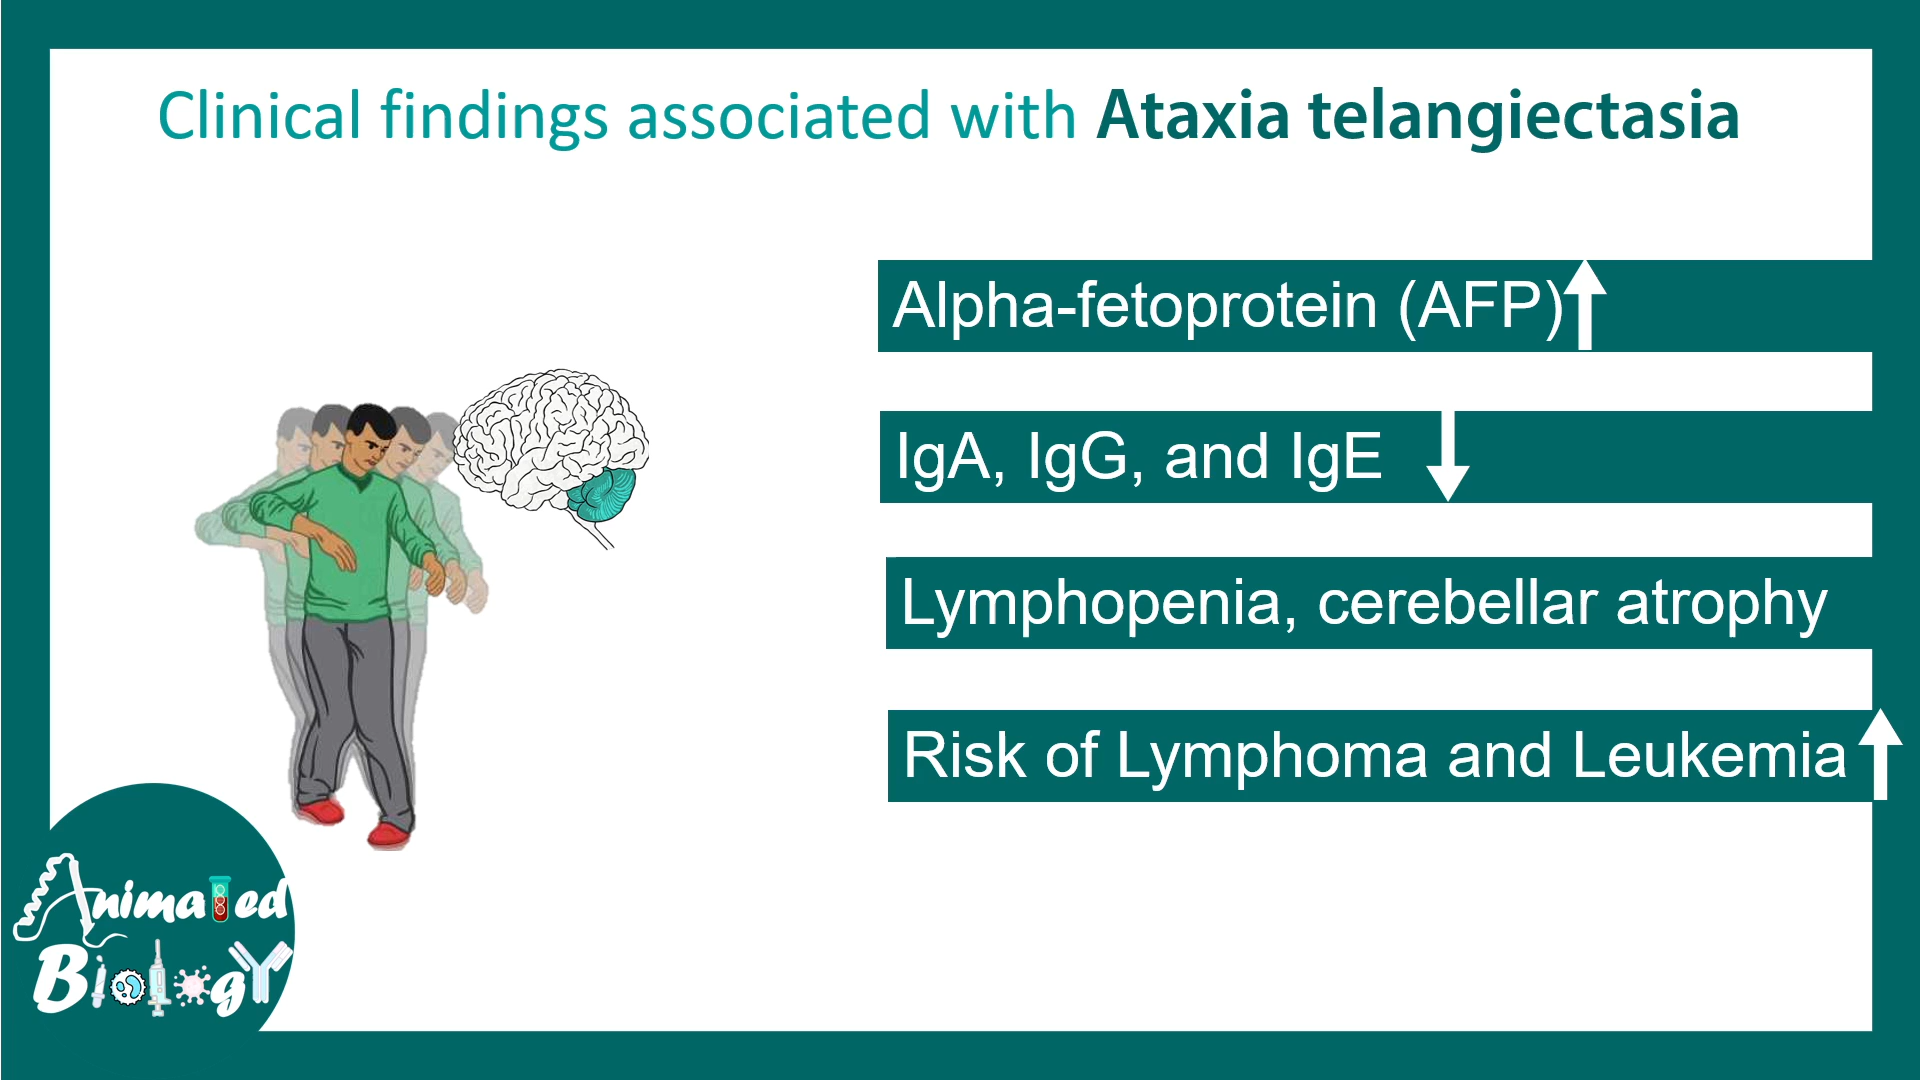 Clinical findings associated with Ataxia telangiectasia
Alpha-fetoprotein (AFP)
IgA, IgG, and IgE
Lymphopenia, cerebellar atrophy
Risk of Lymphoma and Leukemia
Animated
Biology